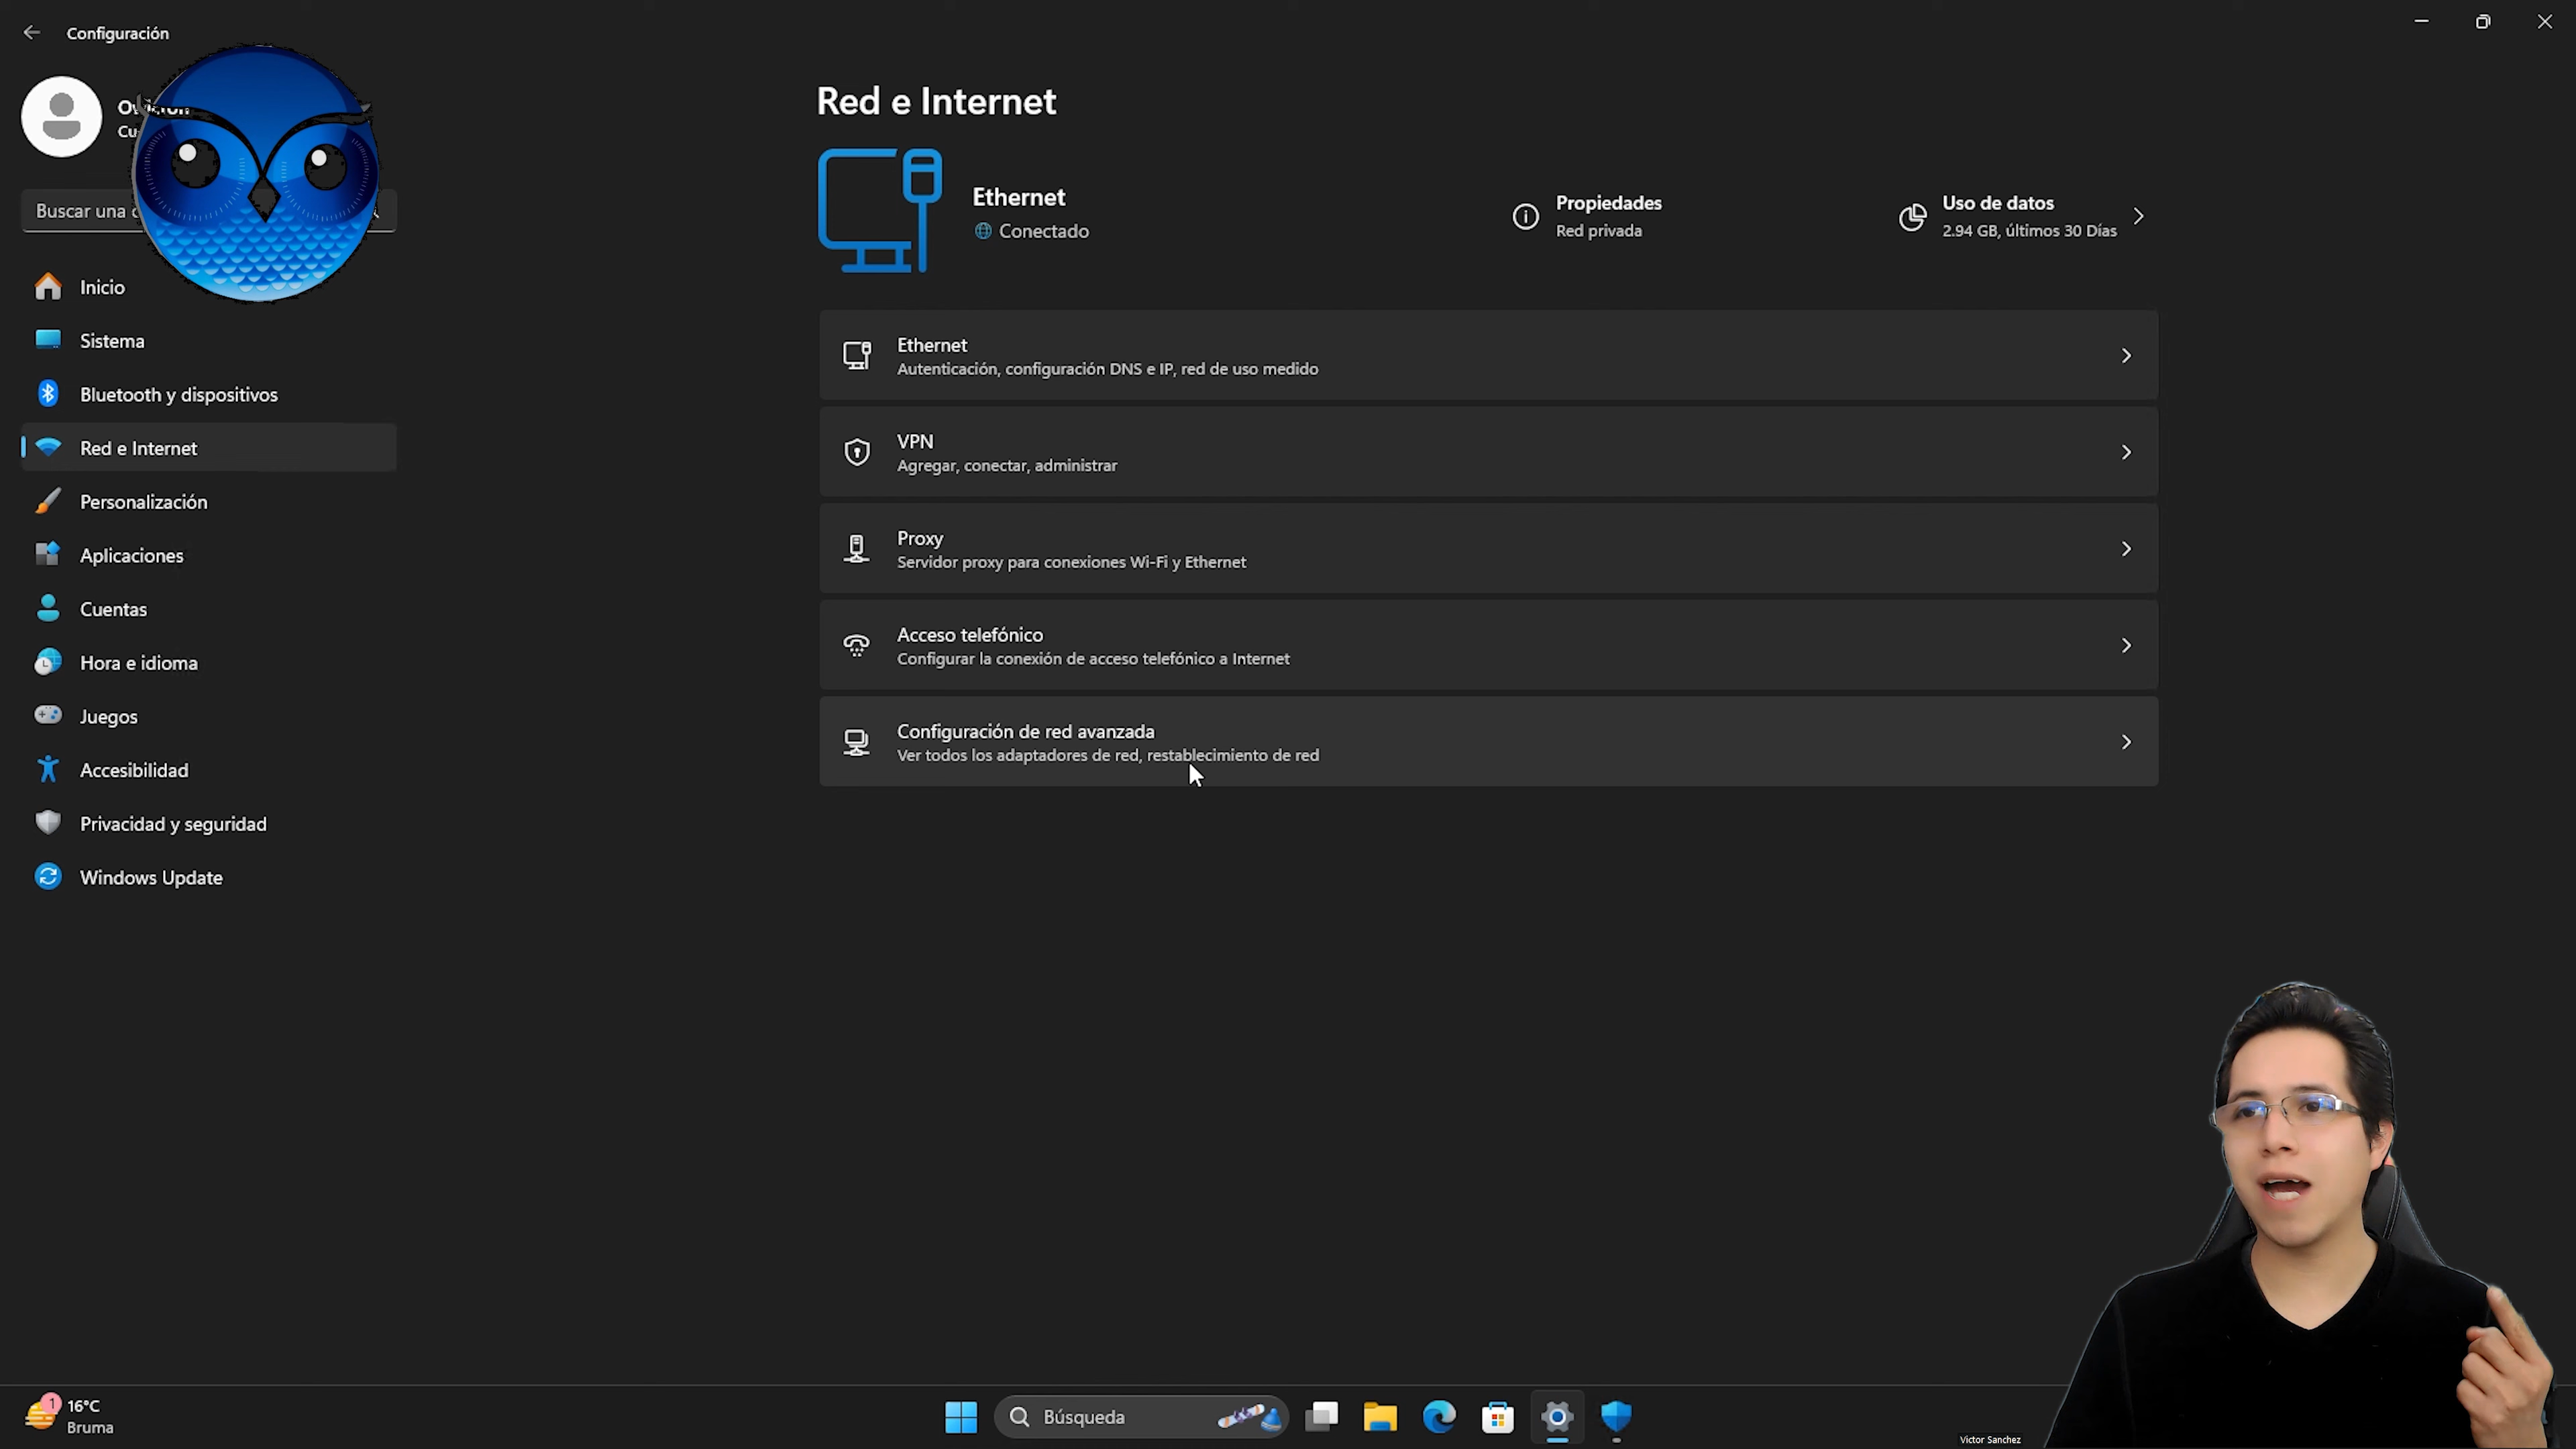 Configuración
Buscar una
Inicio
Sistema
Bluetooth y dispositivos
Red e Internet
Personalización
Aplicaciones
Cuentas
Hora e idioma
Juegos
Accesibilidad
Privacidad y seguridad
Windows Update
Red e Internet
Ethernet
Conectado
Propiedades
Red privada
Uso de datos
2.94 GB, últimos 30 Días
Ethernet
Autenticación, configuración DNS e IP, red de uso medido
VPN
Agregar, conectar, administrar
Proxy
Servidor proxy para conexiones Wi-Fi y Ethernet
Acceso telefónico
Configurar la conexión de acceso telefónico a Internet
Configuración de red avanzada
Ver todos los adaptadores de red, restablecimiento de red
1
16°C
Bruma
Búsqueda
Victor Sanchez